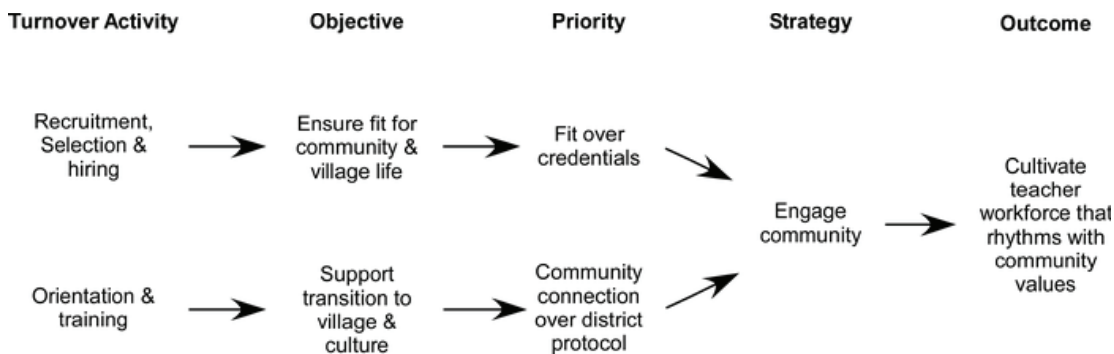 Turnover Activity
Objective
Priority
Strategy
Outcome
Recruitment,
Selection &
hiring
Ensure fit for
community &
village life
Fit over
credentials
Orientation &
training
Support
transition to
village &
culture
Community
connection
over district
protocol
Engage
community
Cultivate
teacher
workforce that
rhythms with
community
values